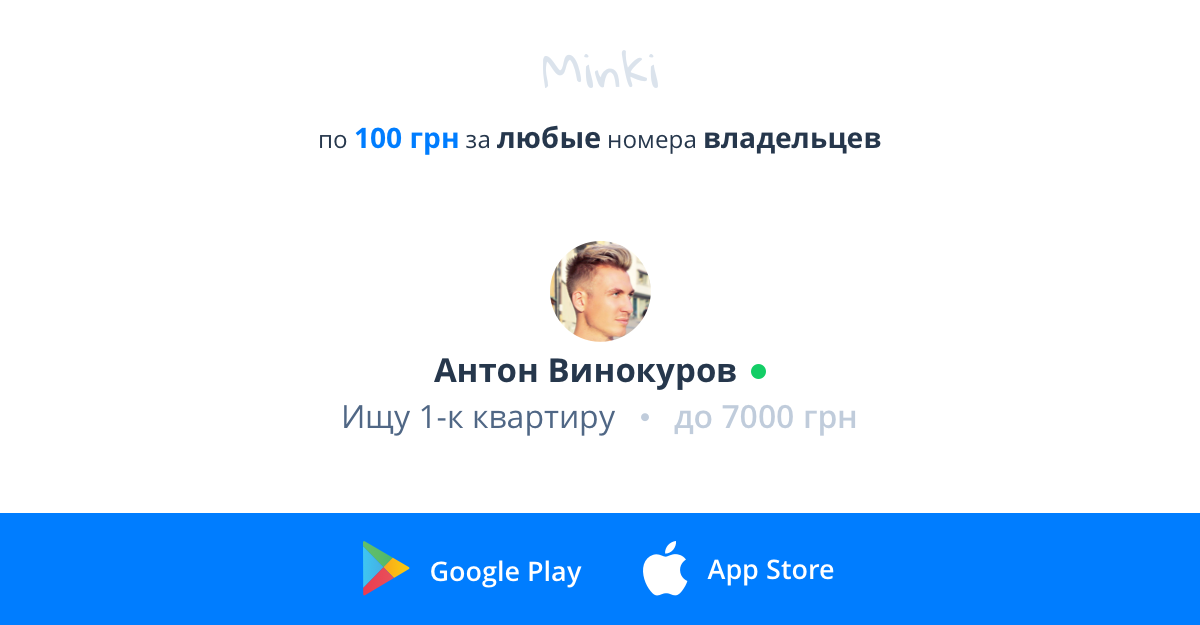 Minki
по 100 грн за любые номера владельцев
Антон Винокуров
Ищу 1-к квартиру • до 7000 грн
Google Play
App Store